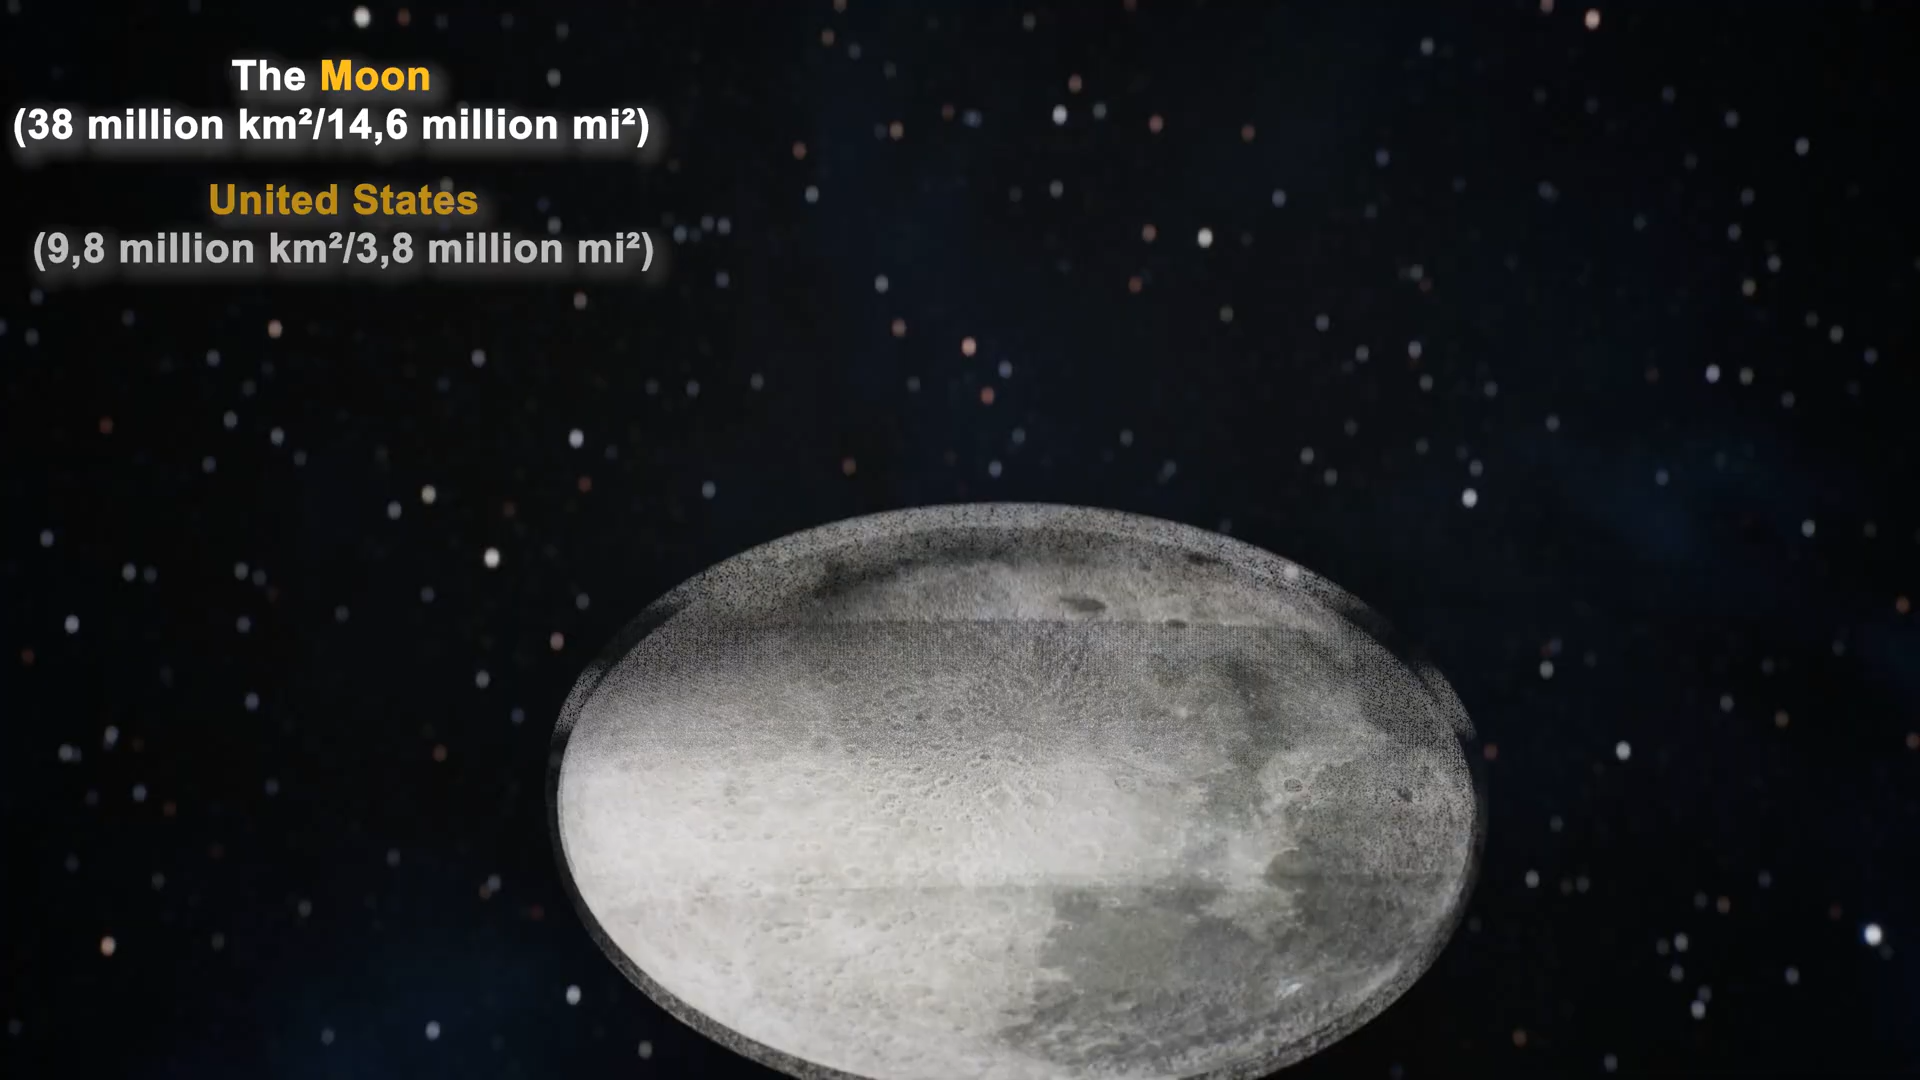 The Moon
(38 million km²/14,6 million mi²)
United States
(9,8 million km²/3,8 million mi²)